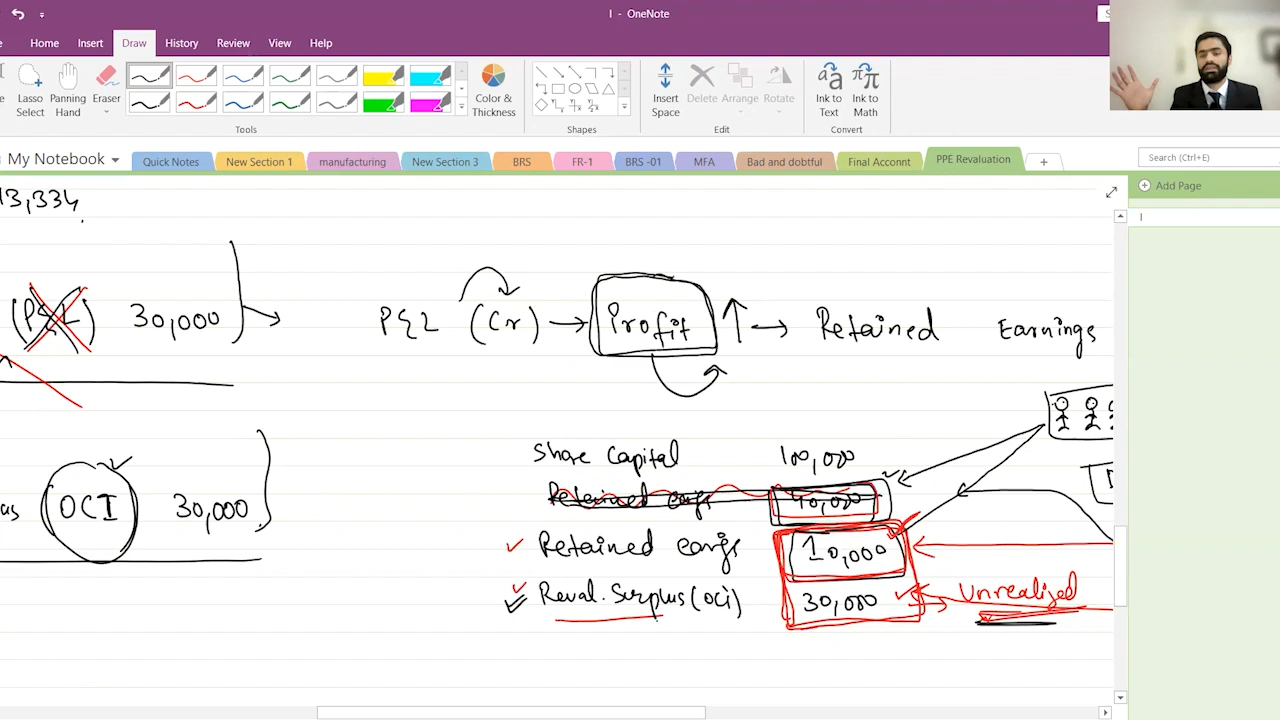 I - OneNote
S
Home Insert Draw History Review View Help
Lasso Select
Panning Hand
Eraser
Color & Thickness
Insert Space
Delete
Arrange
Rotate
Ink to Text
Ink to Math
Tools
Shapes
Edit
Convert
My Notebook
Quick Notes New Section 1 manufacturing New Section 3 BRS FR-1 BRS -01 MFA Bad and dobtful Final Acconnt PPE Revaluation +
Search (Ctrl+E)
Add Page
I
13,334
(P&L) 30,000
P&L (Cr) → Profit ↑ → Retained Earnings
Share Capital 100,000
Retained eargs 40,000
OCI 30,000
Retained eargs 10,000
Reval. Surplus (OCI) 30,000
Unrealized